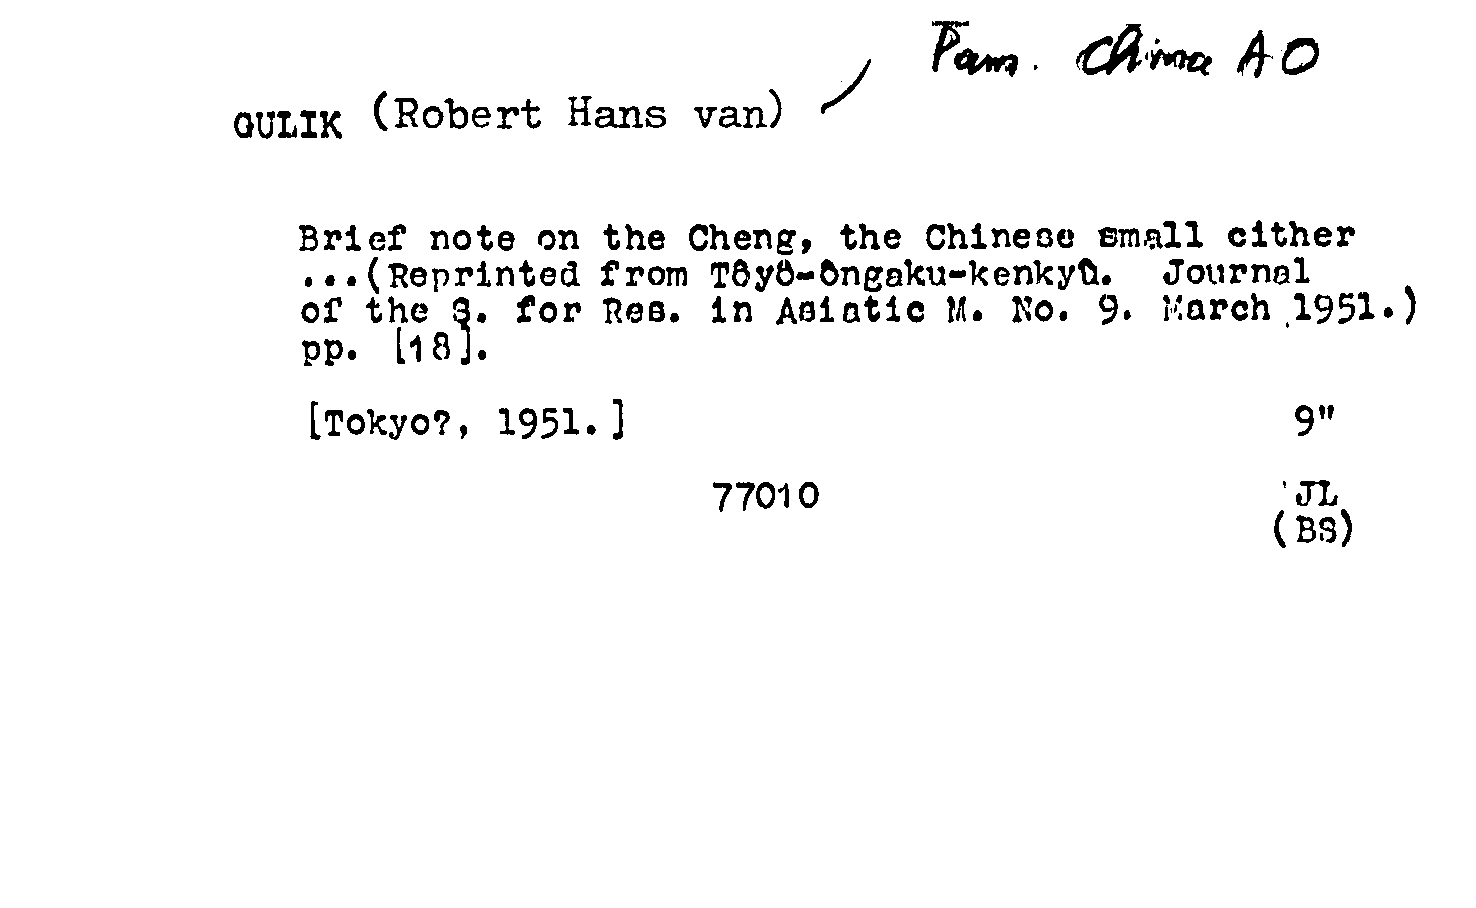 Pam. China A O
GULIK (Robert Hans van)
Brief note on the Cheng, the Chinese small cither
...(Reprinted from Tôyô-ôngaku-kenkyû. Journal
of the S. for Res. in Asiatic M. No. 9. March 1951.)
pp. [18].
[Tokyo?, 1951.] 9"
77010 JL
(BS)